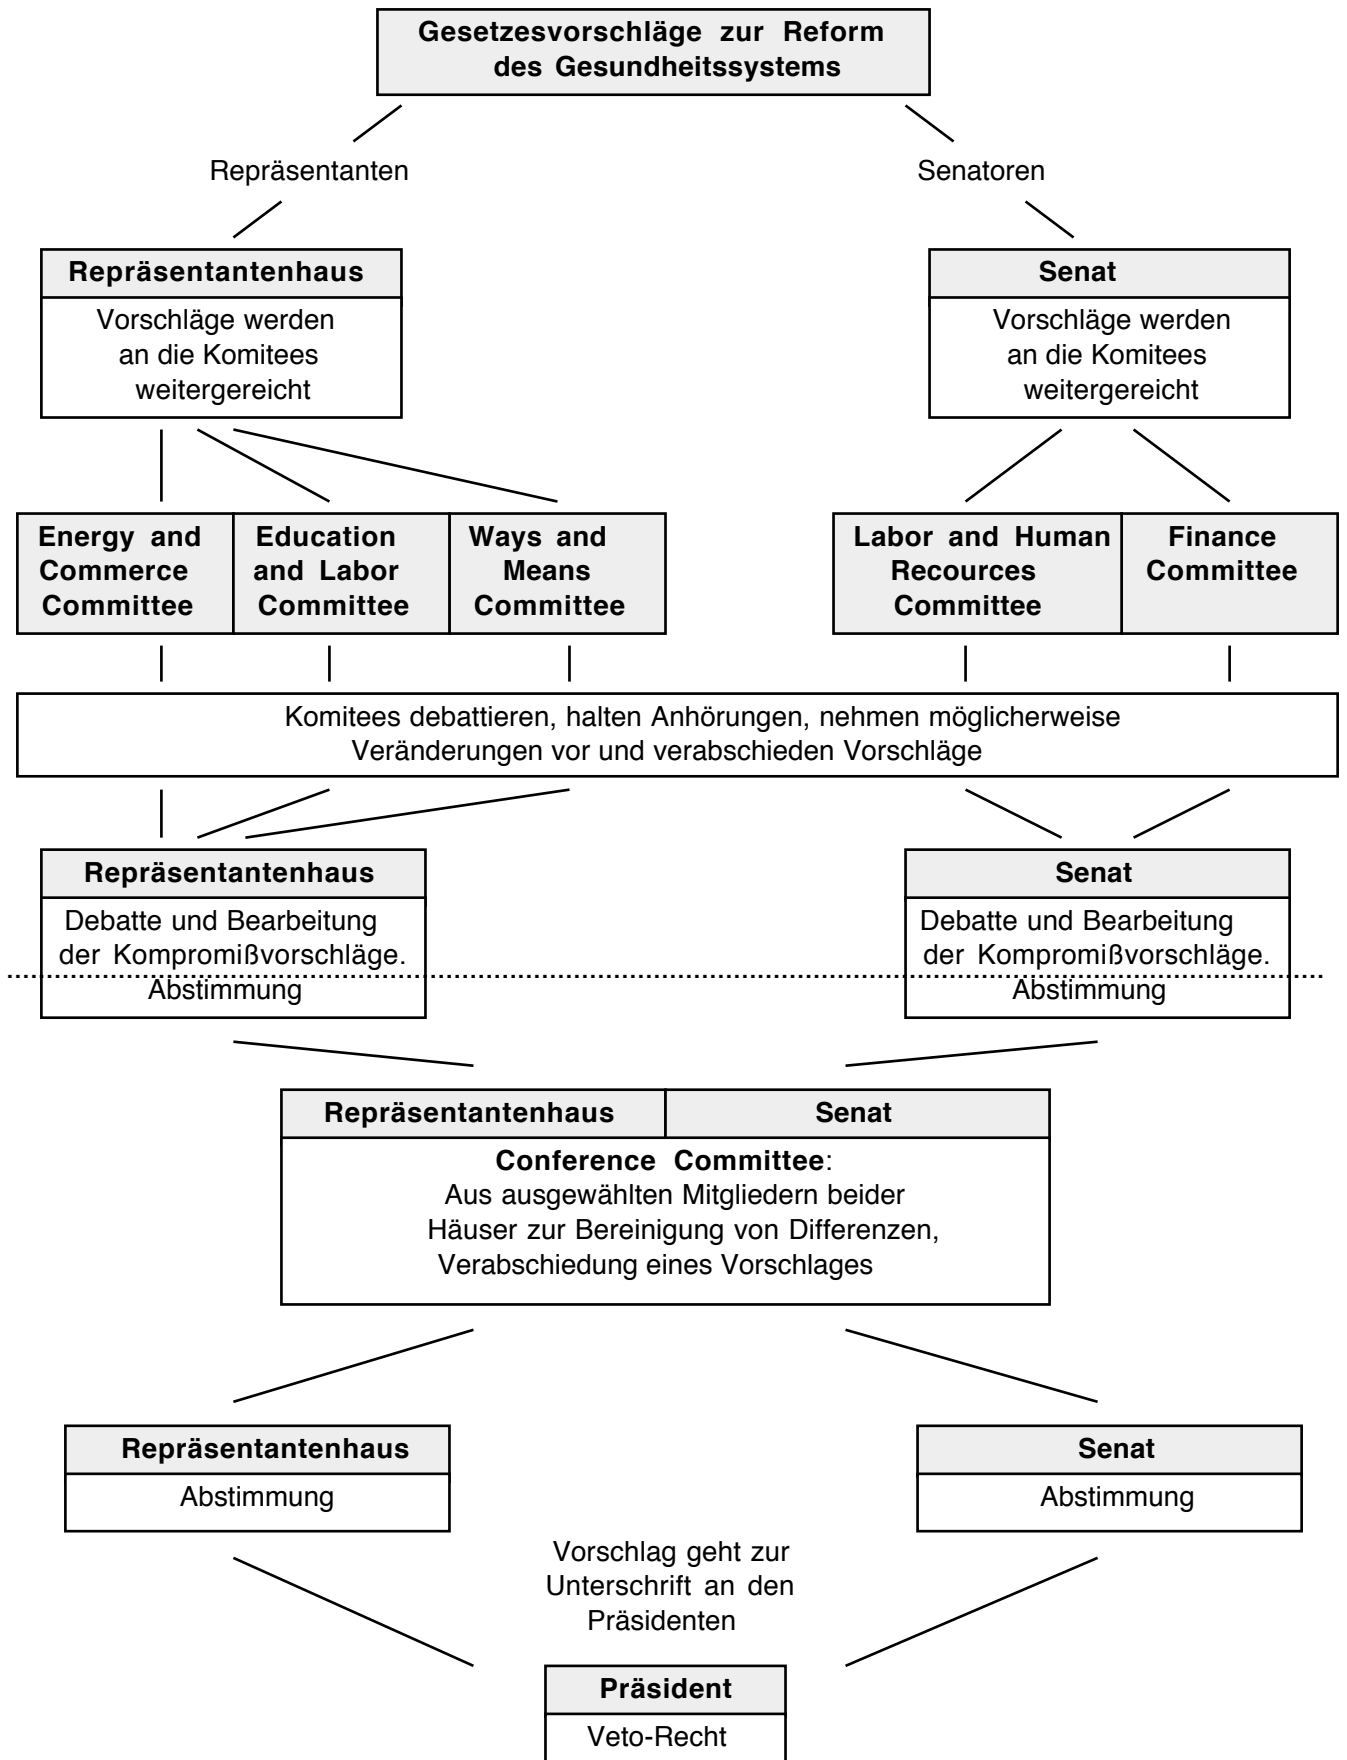 Gesetzesvorschläge zur Reform
des Gesundheitssystems
Repräsentanten
Senatoren
Repräsentantenhaus
Vorschläge werden
an die Komitees
weitergereicht
Senat
Vorschläge werden
an die Komitees
weitergereicht
Energy and
Commerce
Committee
Education
and Labor
Committee
Ways and
Means
Committee
Labor and Human
Recources
Committee
Finance
Committee
Komitees debattieren, halten Anhörungen, nehmen möglicherweise
Veränderungen vor und verabschieden Vorschläge
Repräsentantenhaus
Debatte und Bearbeitung
der Kompromißvorschläge.
Abstimmung
Senat
Debatte und Bearbeitung
der Kompromißvorschläge.
Abstimmung
Repräsentantenhaus
Senat
Conference Committee:
Aus ausgewählten Mitgliedern beider
Häuser zur Bereinigung von Differenzen,
Verabschiedung eines Vorschlages
Repräsentantenhaus
Abstimmung
Senat
Abstimmung
Vorschlag geht zur
Unterschrift an den
Präsidenten
Präsident
Veto-Recht